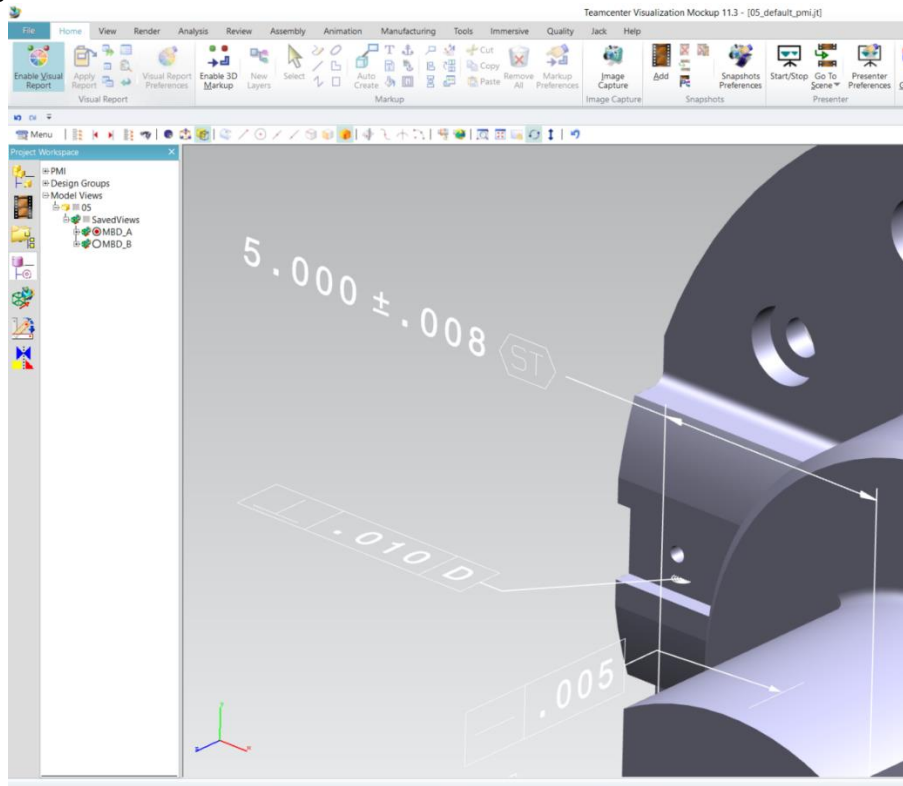 Teamcenter Visualization Mockup 11.3 - [05_default_pmi.jt]
File Home View Render Analysis Review Assembly Animation Manufacturing Tools Immersive Quality Jack Help
Enable Visual Report
Apply Report
Visual Report Preferences
Visual Report
Enable 3D Markup
New Layers
Select
Auto Create
Cut
Copy
Paste
Remove All
Markup Preferences
Markup
Image Capture
Image Capture
Add
Snapshots Preferences
Snapshots
Start/Stop
Go To Scene
Presenter Preferences
Presenter
Menu
Project Workspace
PMI
Design Groups
Model Views
05
SavedViews
MBD_A
MBD_B
5.000 ±.008 ST
.010 D
.005